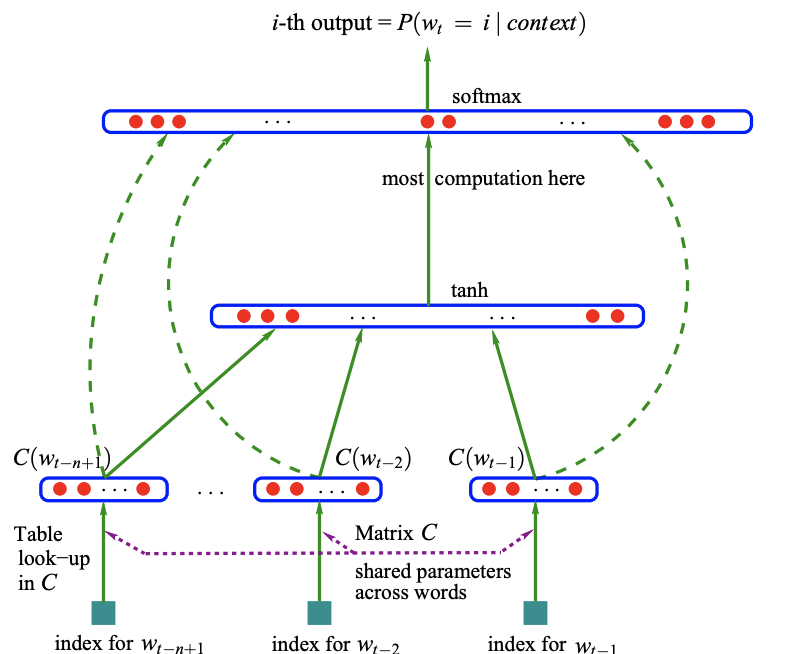 i-th output = P(w_t = i | context)
softmax
. . .
. . .
most computation here
tanh
. . .
. . .
C(w_{t−n+1})
C(w_{t−2})
C(w_{t−1})
. . .
. . .
. . .
. . .
Table
look−up
in C
Matrix C
shared parameters
across words
index for w_{t−n+1}
index for w_{t−2}
index for w_{t−1}